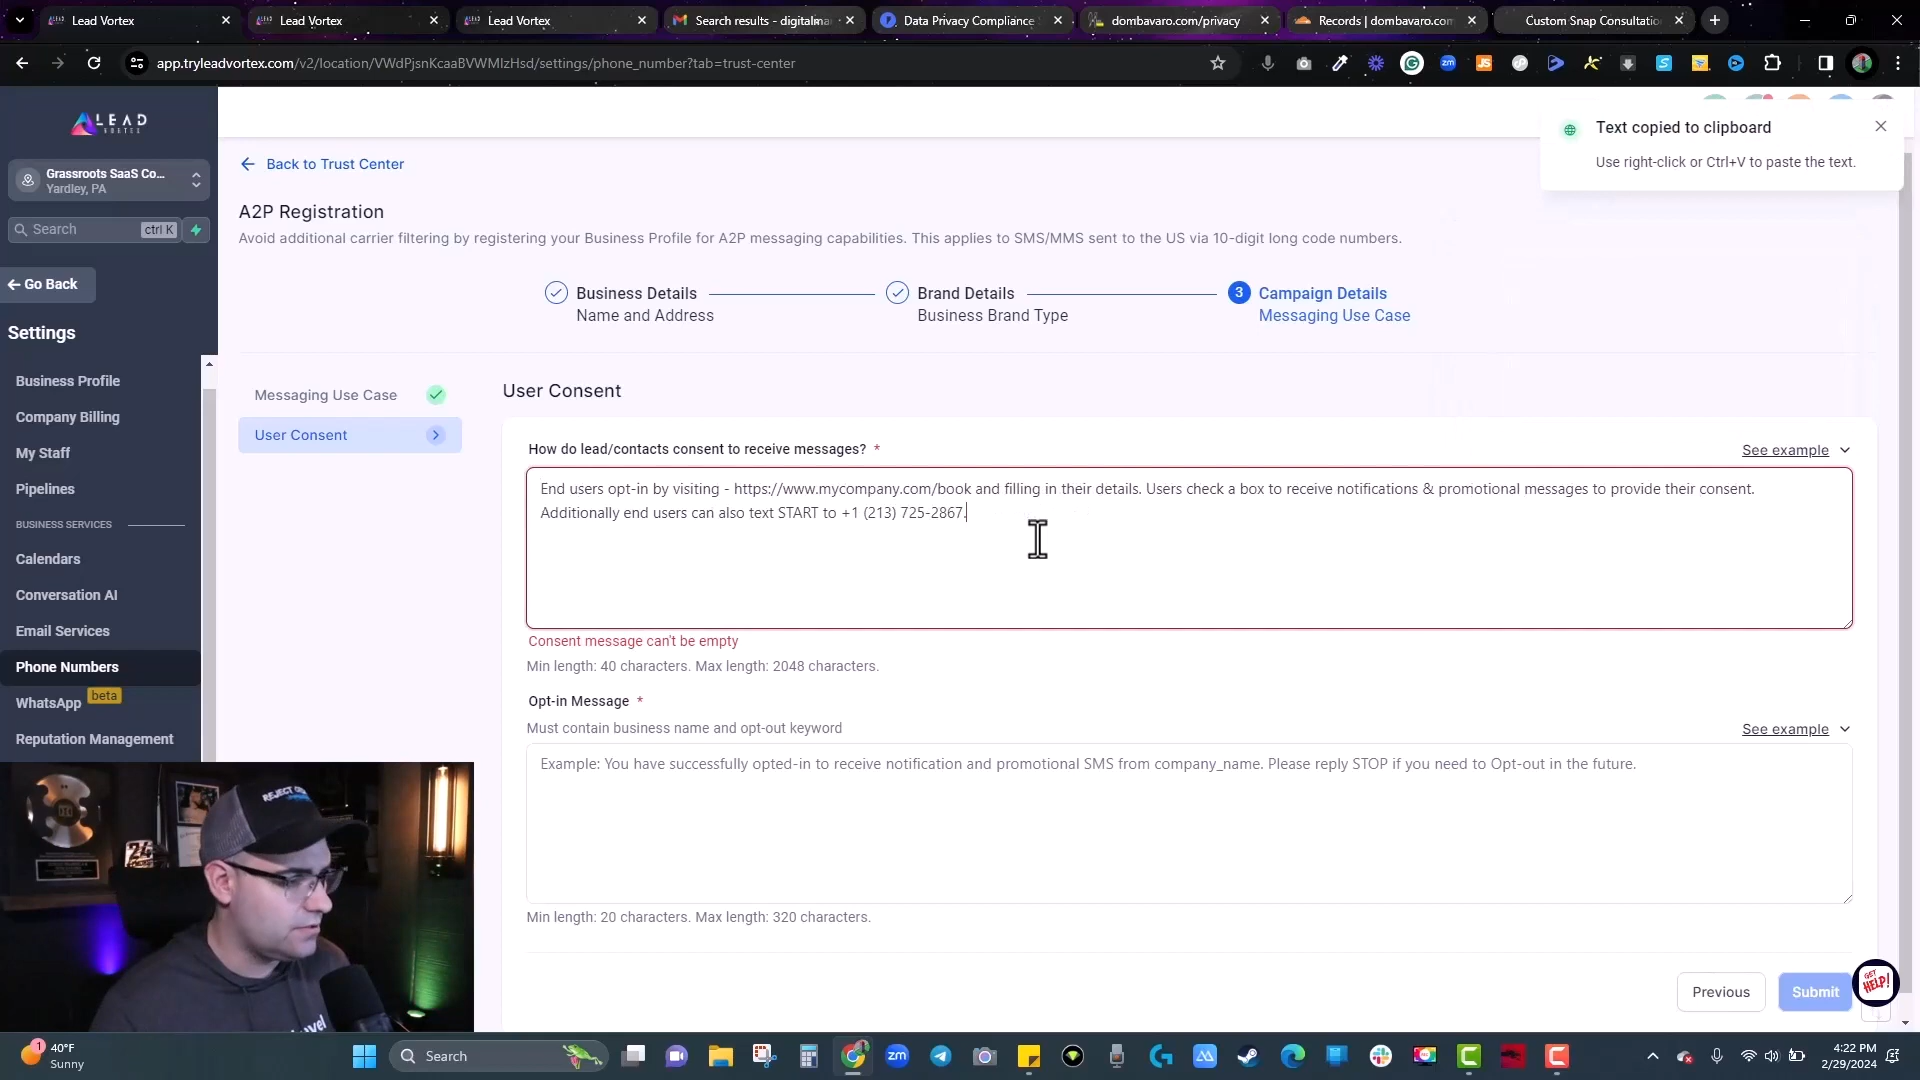 Lead Vortex
Lead Vortex
Lead Vortex
Search results - digitalma
Data Privacy Compliance
dombavaro.com/privacy
Records | dombavaro.com
Custom Snap Consultatio
app.tryleadvortex.com/v2/location/VWdPjsnKcaaBVWMIzHsd/settings/phone_number?tab=trust-center
LEAD
VORTEX
Grassroots SaaS Co...
Yardley, PA
Search
ctrl K
Go Back
Settings
Business Profile
Company Billing
My Staff
Pipelines
BUSINESS SERVICES
Calendars
Conversation AI
Email Services
Phone Numbers
WhatsApp
beta
Reputation Management
Text copied to clipboard
Use right-click or Ctrl+V to paste the text.
Back to Trust Center
A2P Registration
Avoid additional carrier filtering by registering your Business Profile for A2P messaging capabilities. This applies to SMS/MMS sent to the US via 10-digit long code numbers.
Business Details
Name and Address
Brand Details
Business Brand Type
3
Campaign Details
Messaging Use Case
Messaging Use Case
User Consent
User Consent
How do lead/contacts consent to receive messages? *
See example
End users opt-in by visiting - https://www.mycompany.com/book and filling in their details. Users check a box to receive notifications & promotional messages to provide their consent.
Additionally end users can also text START to +1 (213) 725-2867.
Consent message can't be empty
Min length: 40 characters. Max length: 2048 characters.
Opt-in Message *
Must contain business name and opt-out keyword
See example
Example: You have successfully opted-in to receive notification and promotional SMS from company_name. Please reply STOP if you need to Opt-out in the future.
Min length: 20 characters. Max length: 320 characters.
Previous
Submit
GET
HELP!
1
40°F
Sunny
Search
4:22 PM
2/29/2024